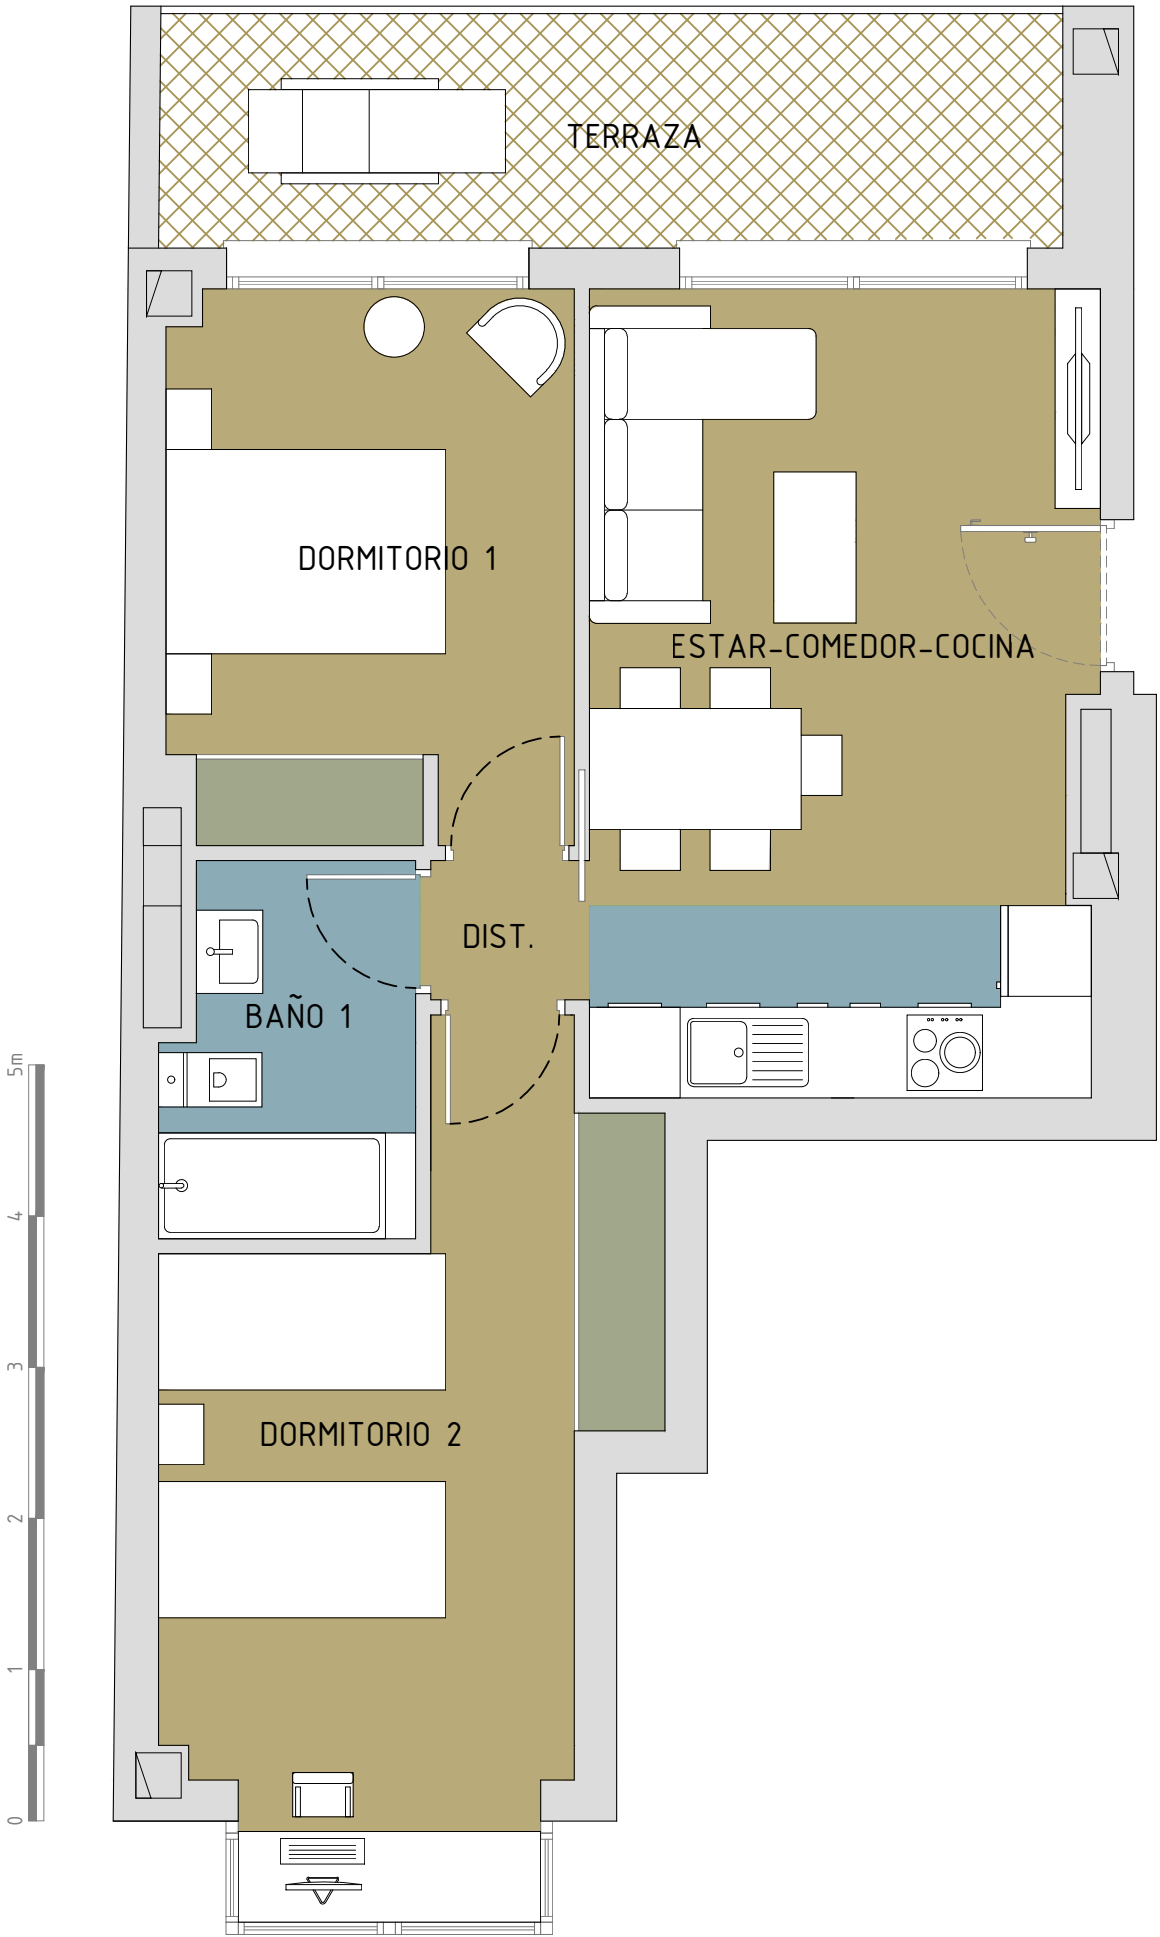 TERRAZA
DORMITORIO 1
ESTAR-COMEDOR-COCINA
DIST.
BAÑO 1
DORMITORIO 2
5m
4
3
2
1
0